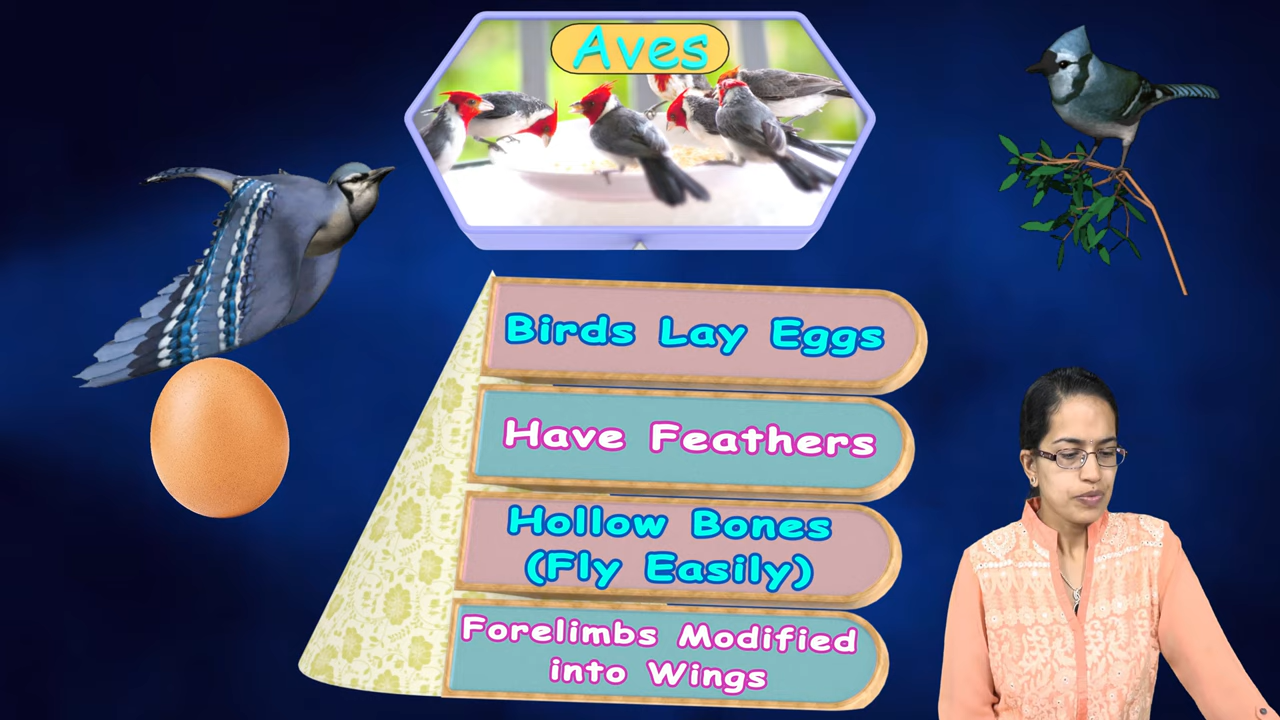 Aves
Birds Lay Eggs
Have Feathers
Hollow Bones
(Fly Easily)
Forelimbs Modified
into Wings